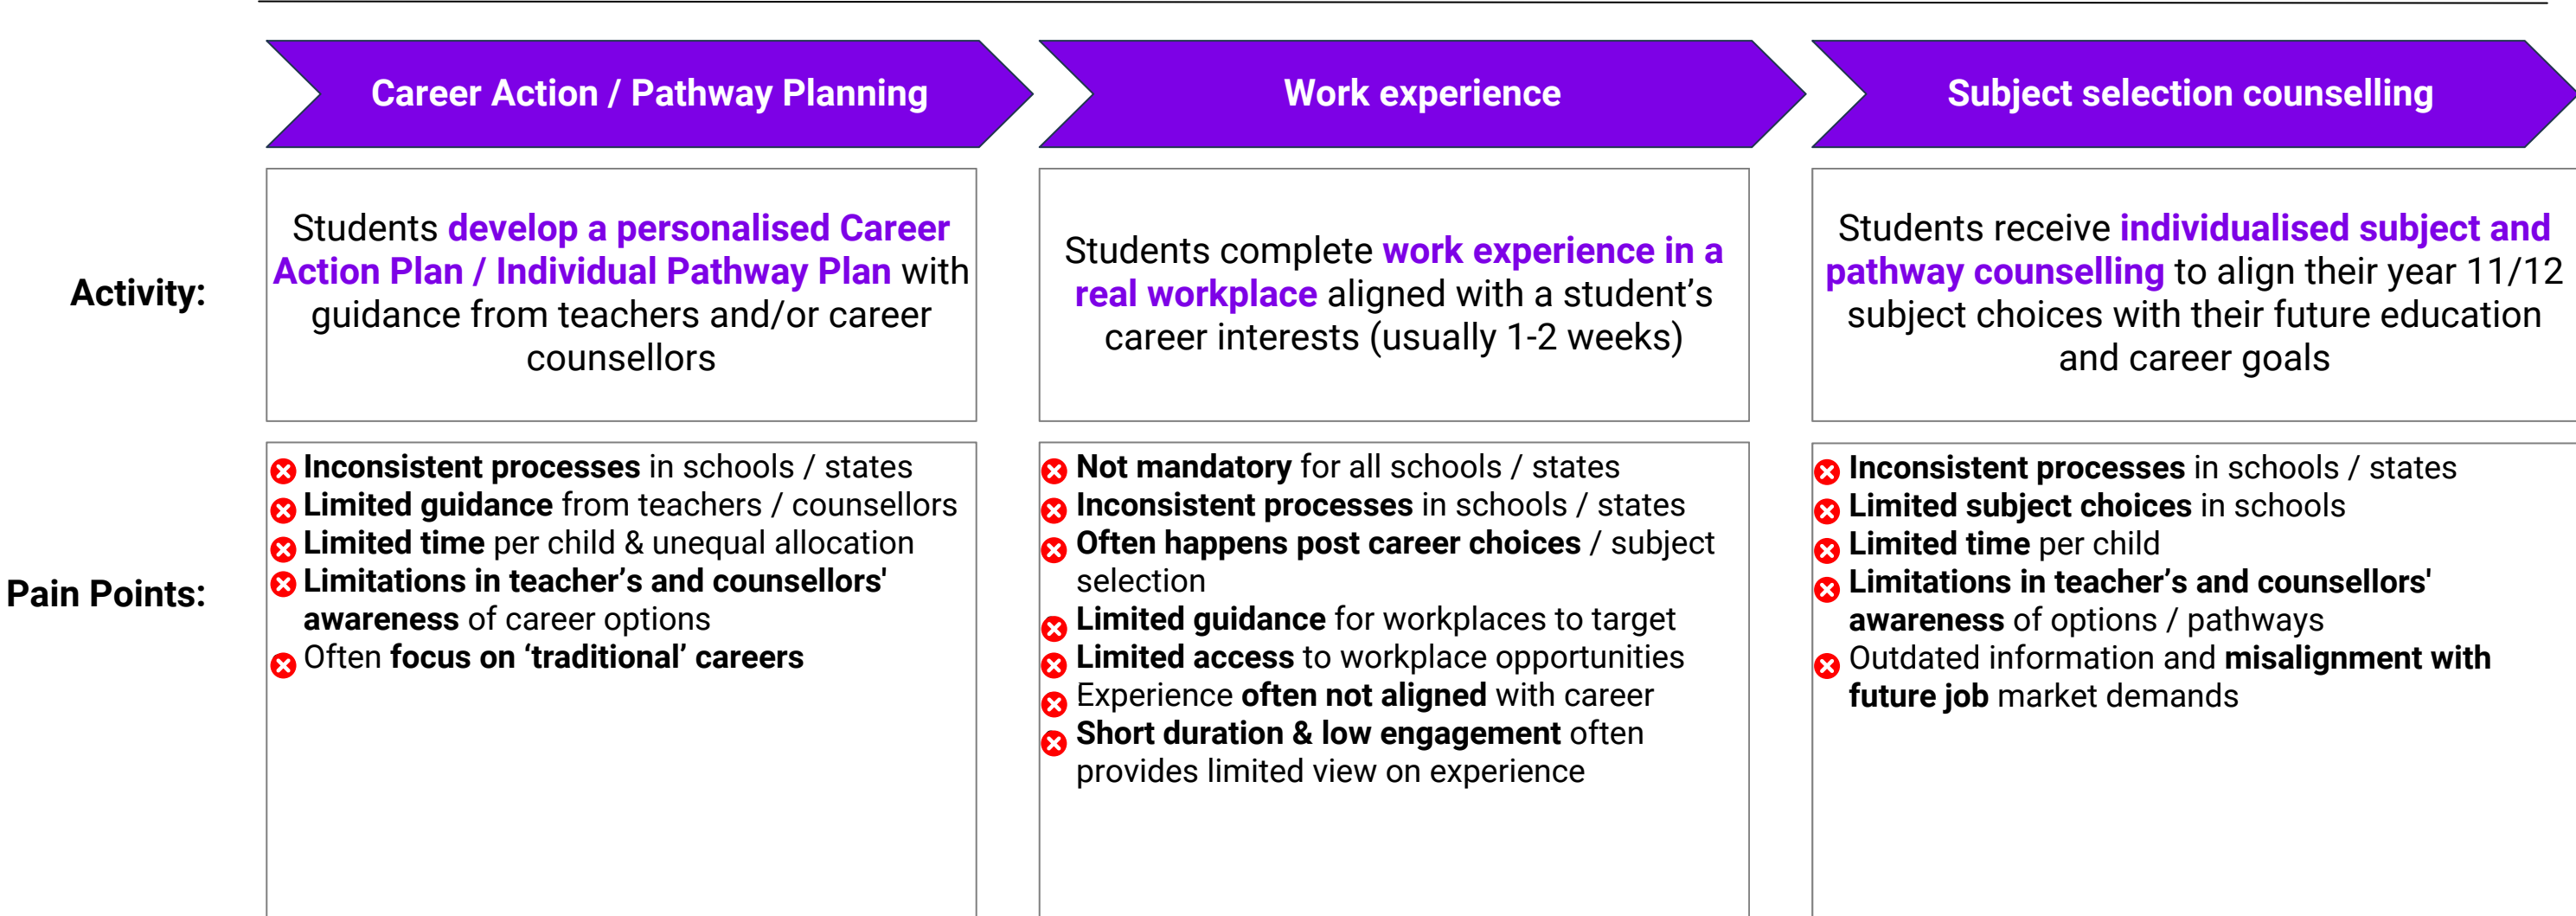 Career Action / Pathway Planning
Work experience
Subject selection counselling
Activity:
Students develop a personalised Career
Action Plan / Individual Pathway Plan with
guidance from teachers and/or career
counsellors
Students complete work experience in a
real workplace aligned with a student’s
career interests (usually 1-2 weeks)
Students receive individualised subject and
pathway counselling to align their year 11/12
subject choices with their future education
and career goals
Pain Points:
Inconsistent processes in schools / states
Limited guidance from teachers / counsellors
Limited time per child & unequal allocation
Limitations in teacher’s and counsellors'
awareness of career options
Often focus on ‘traditional’ careers
Not mandatory for all schools / states
Inconsistent processes in schools / states
Often happens post career choices / subject
selection
Limited guidance for workplaces to target
Limited access to workplace opportunities
Experience often not aligned with career
Short duration & low engagement often
provides limited view on experience
Inconsistent processes in schools / states
Limited subject choices in schools
Limited time per child
Limitations in teacher’s and counsellors'
awareness of options / pathways
Outdated information and misalignment with
future job market demands